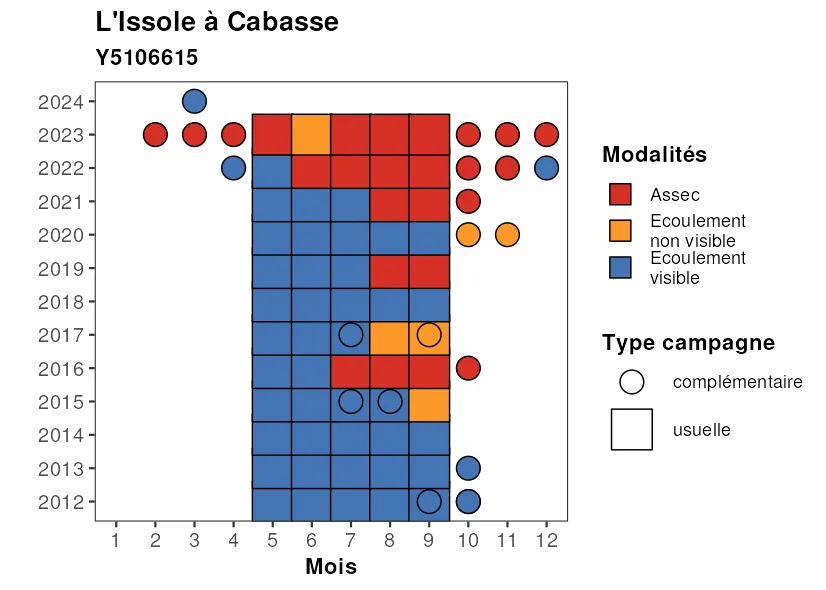 L'Issole à Cabasse
Y5106615
2024
2023
2022
2021
2020
2019
2018
2017
2016
2015
2014
2013
2012
1 2 3 4 5 6 7 8 9 10 11 12
Mois
Modalités
Assec
Ecoulement
non visible
Ecoulement
visible
Type campagne
complémentaire
usuelle